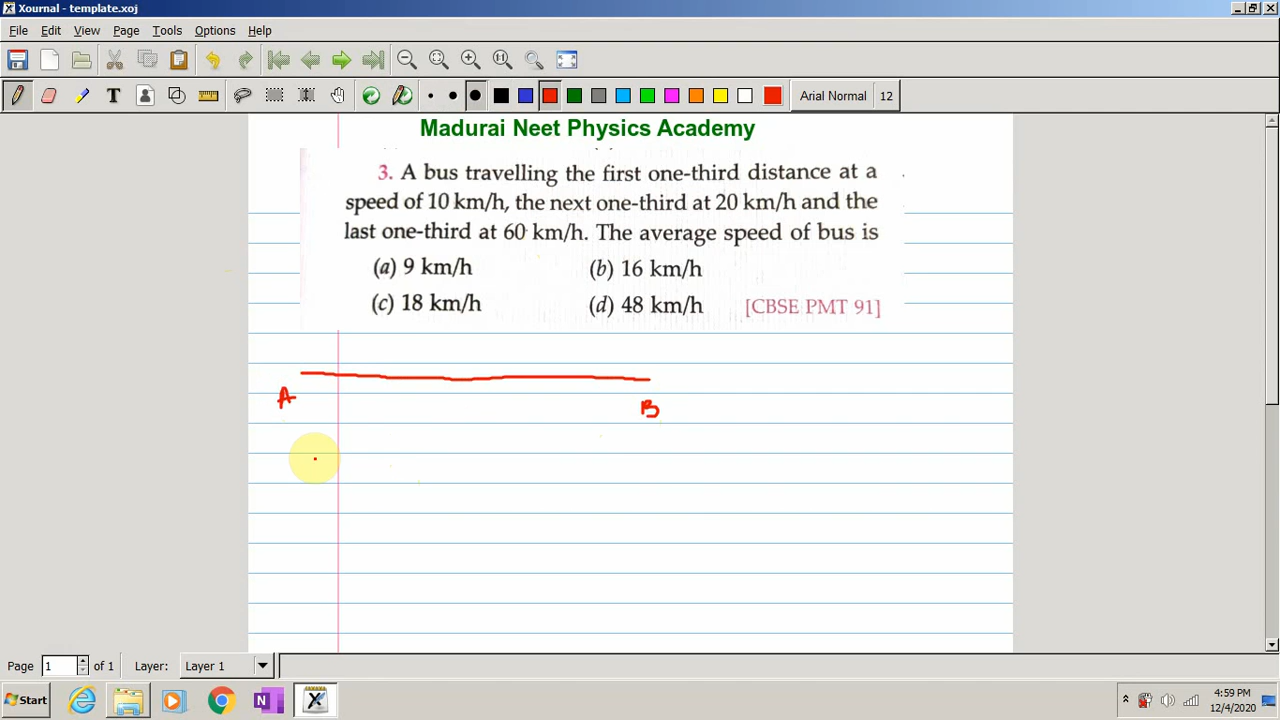 Xournal - template.xoj
File Edit View Page Tools Options Help
T Arial Normal 12
Madurai Neet Physics Academy
3. A bus travelling the first one-third distance at a
speed of 10 km/h, the next one-third at 20 km/h and the
last one-third at 60 km/h. The average speed of bus is
(a) 9 km/h (b) 16 km/h
(c) 18 km/h (d) 48 km/h [CBSE PMT 91]
A B
Page 1 of 1 Layer: Layer 1
Start 4:59 PM
12/4/2020